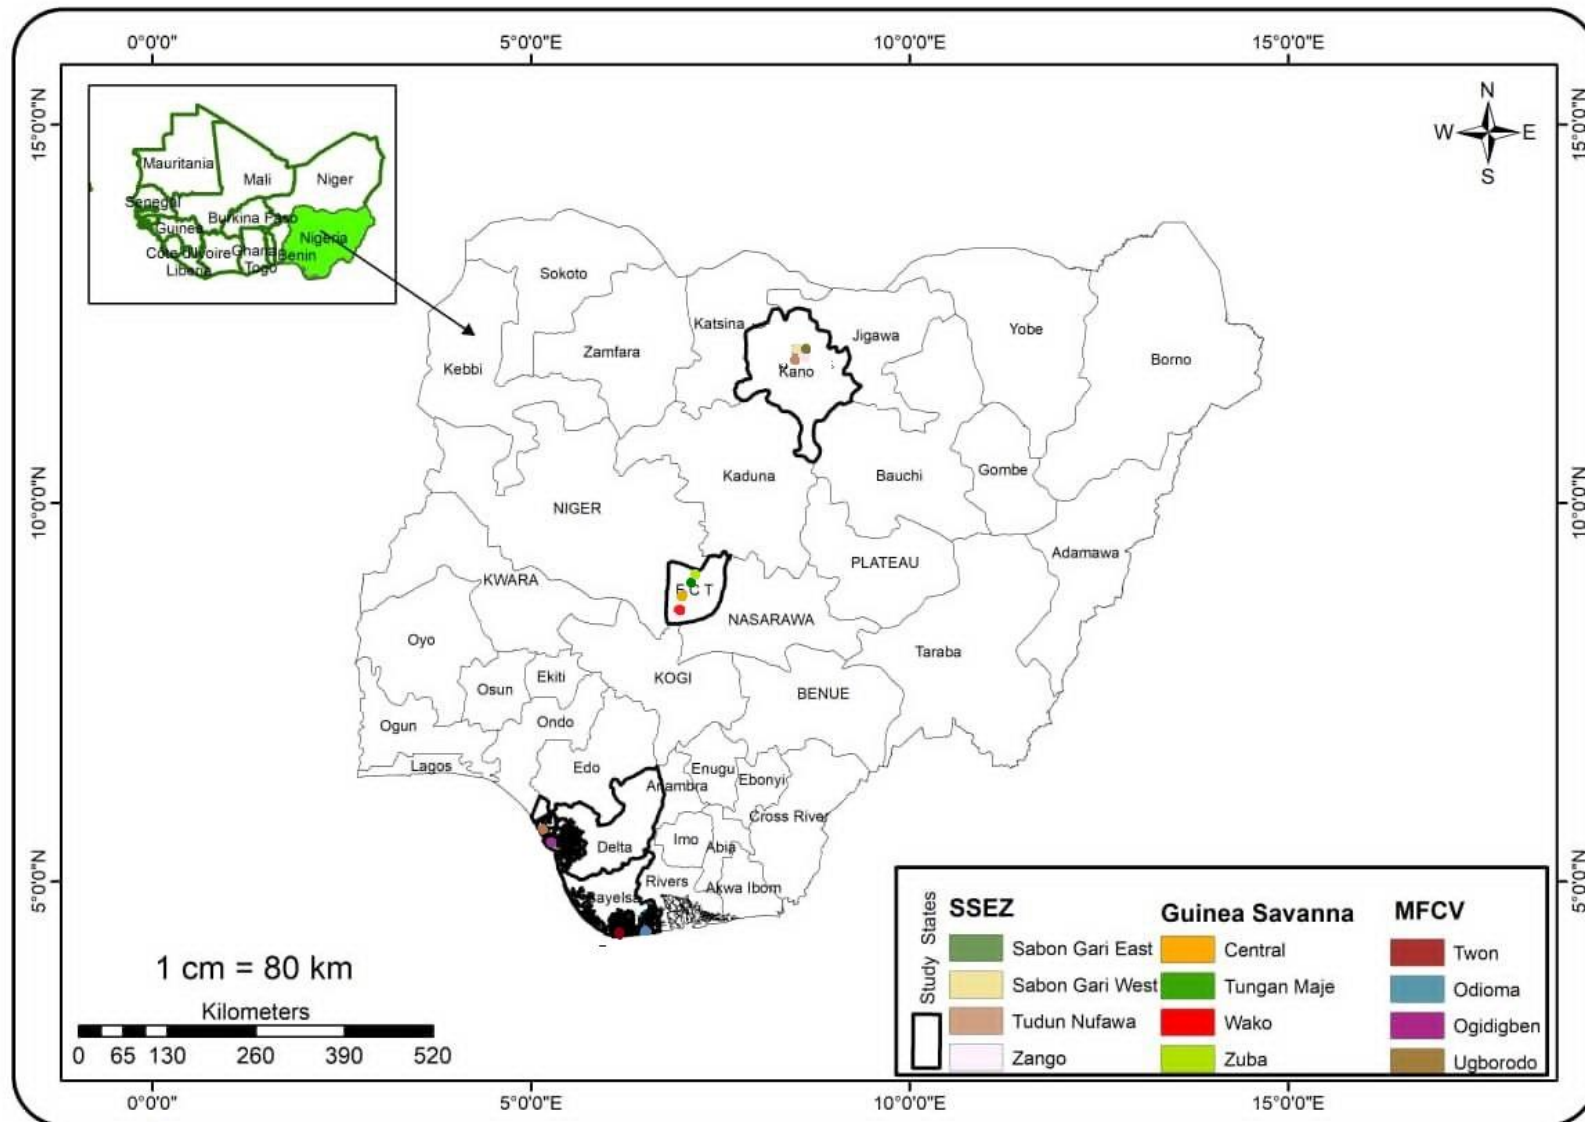 0°0'0" 5°0'0"E 10°0'0"E 15°0'0"E
15°0'0"N
15°0'0"N
N
W E
S
Mauritania
Mali
Niger
Senegal
Burkina Faso
Guinea
Nigeria
Cote d'Ivoire
Ghana
Benin
Liberia
Togo
Sokoto
Katsina
Jigawa
Yobe
Zamfara
Borno
Kebbi
Kano
Kaduna
Bauchi
Gombe
10°0'0"N
10°0'0"N
NIGER
Adamawa
PLATEAU
KWARA
F C T
NASARAWA
Oyo
Taraba
Ekiti
KOGI
Osun
BENUE
Ogun
Ondo
Lagos
Edo
Enugu
Ebonyi
Anambra
Cross River
Delta
Imo
Abia
5°0'0"N
5°0'0"N
Rivers
Akwa Ibom
Bayelsa
1 cm = 80 km
Kilometers
0 65 130 260 390 520
Study States
SSEZ
Sabon Gari East
Sabon Gari West
Tudun Nufawa
Zango
Guinea Savanna
Central
Tungan Maje
Wako
Zuba
MFCV
Twon
Odioma
Ogidigben
Ugborodo
0°0'0" 5°0'0"E 10°0'0"E 15°0'0"E